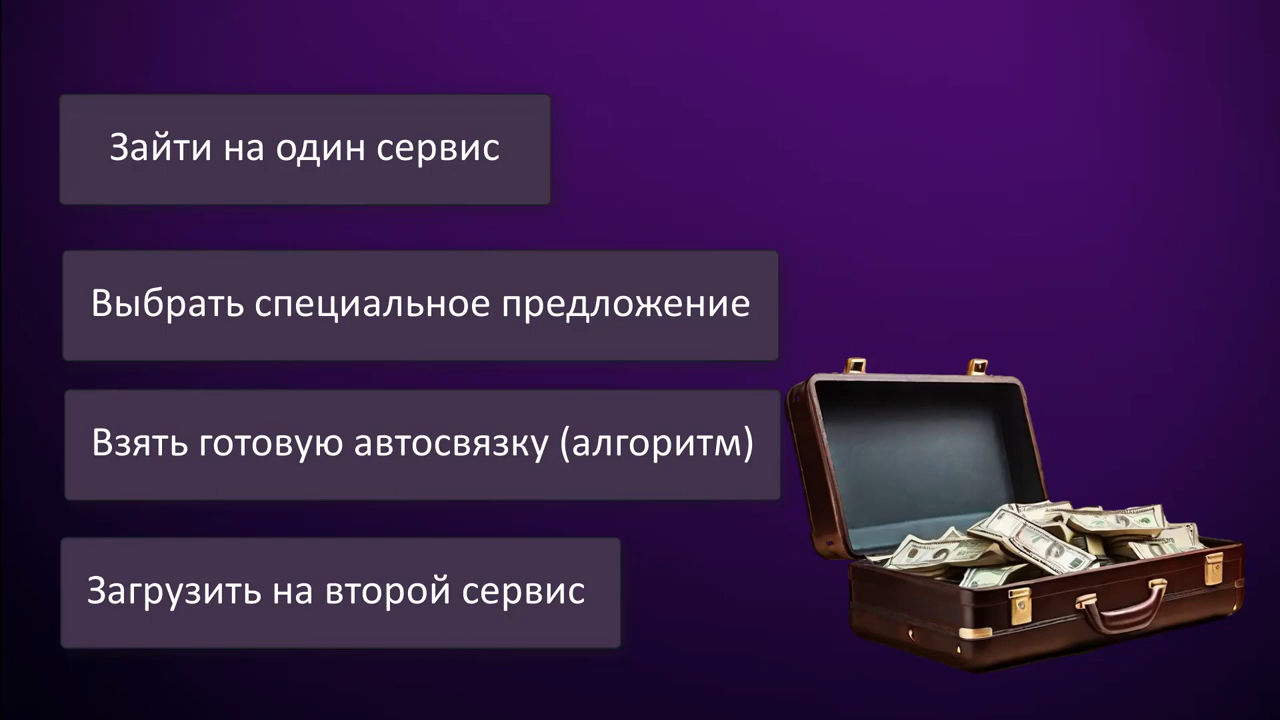 Зайти на один сервис
Выбрать специальное предложение
Взять готовую автосвязку (алгоритм)
Загрузить на второй сервис